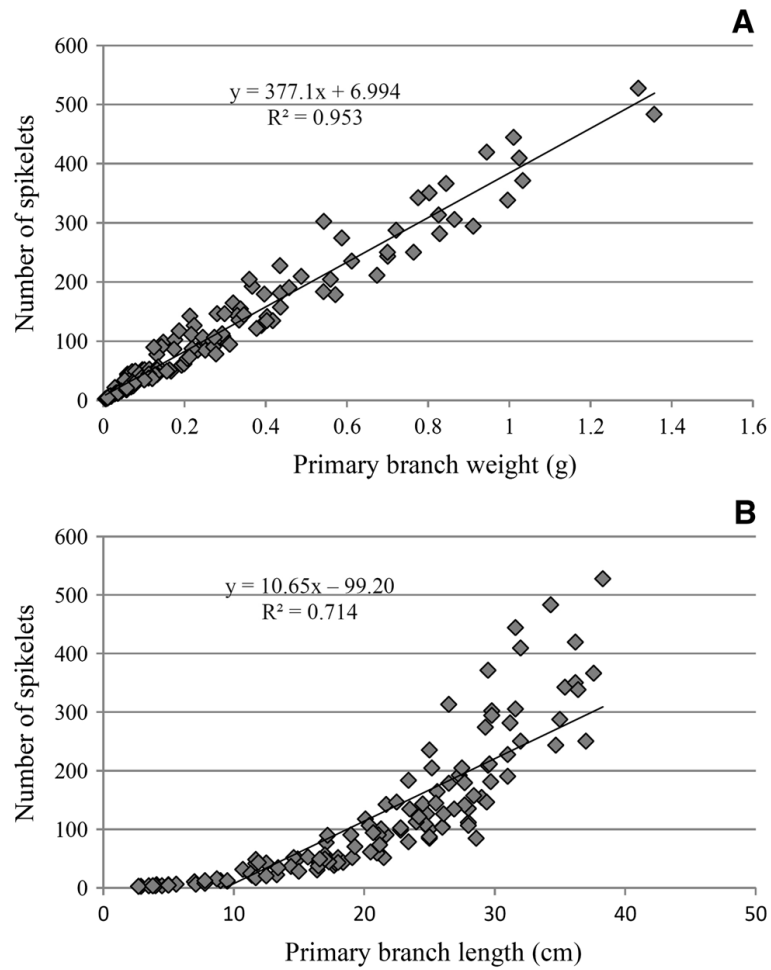 A
600
500
400
300
200
100
0
y = 377.1x + 6.994
R² = 0.953
Number of spikelets
0 0.2 0.4 0.6 0.8 1 1.2 1.4 1.6
Primary branch weight (g)
B
600
500
400
300
200
100
0
y = 10.65x – 99.20
R² = 0.714
Number of spikelets
0 10 20 30 40 50
Primary branch length (cm)